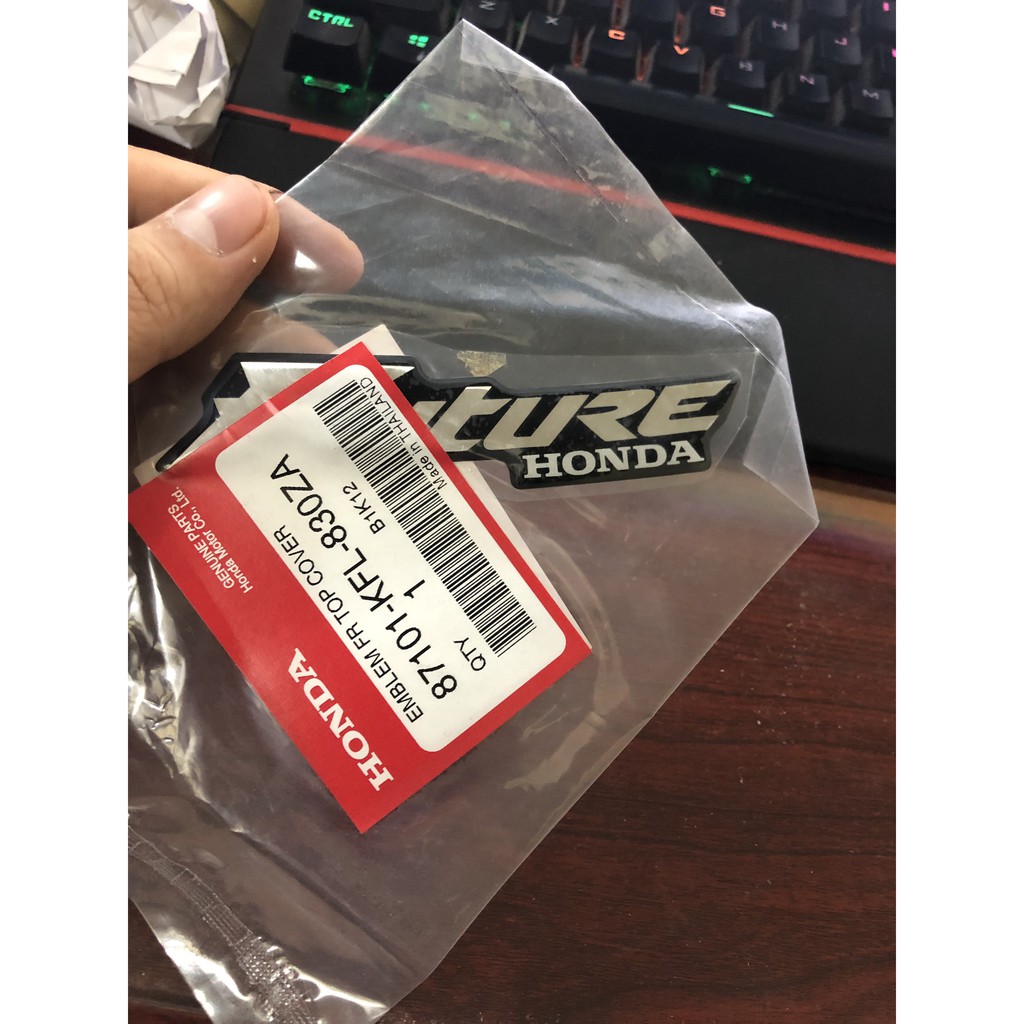 CTRL
Z
X
C
V
G
H
J
N
M
tURE
HONDA
GENUINE PARTS
Honda Motor Co., Ltd.
HONDA
EMBLEM FR TOP COVER
87101-KFL-830ZA
QTY 1
B1K12
Made in THAILAND